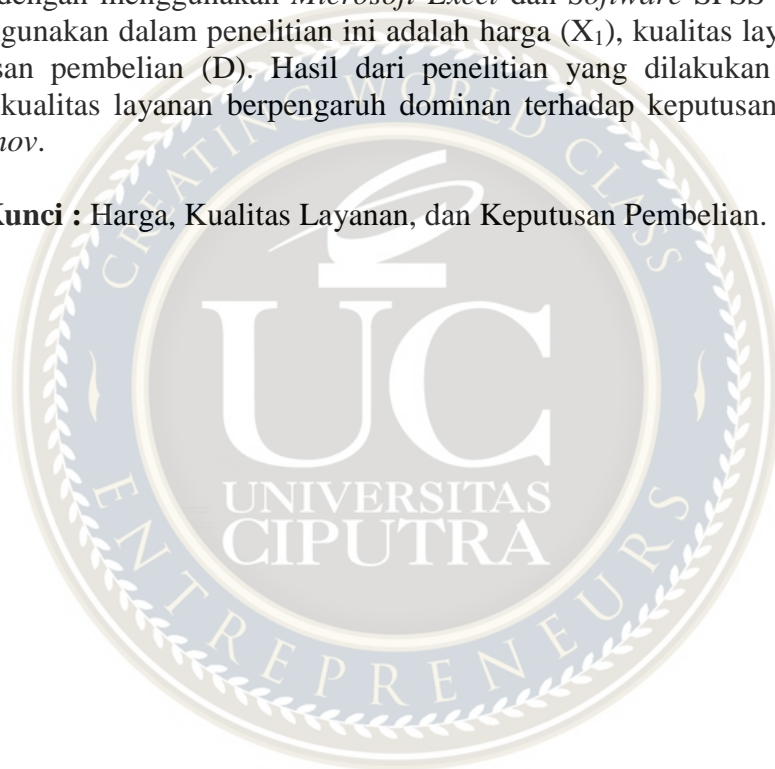 dengan menggunakan Microsoft Excel dan Software SPSS
gunakan dalam penelitian ini adalah harga (X₁), kualitas lay
san pembelian (D). Hasil dari penelitian yang dilakukan
kualitas layanan berpengaruh dominan terhadap keputusan
nov.
Kunci : Harga, Kualitas Layanan, dan Keputusan Pembelian.
CREATING WORLD CLASS
UC
UNIVERSITAS
CIPUTRA
ENTREPRENEURS